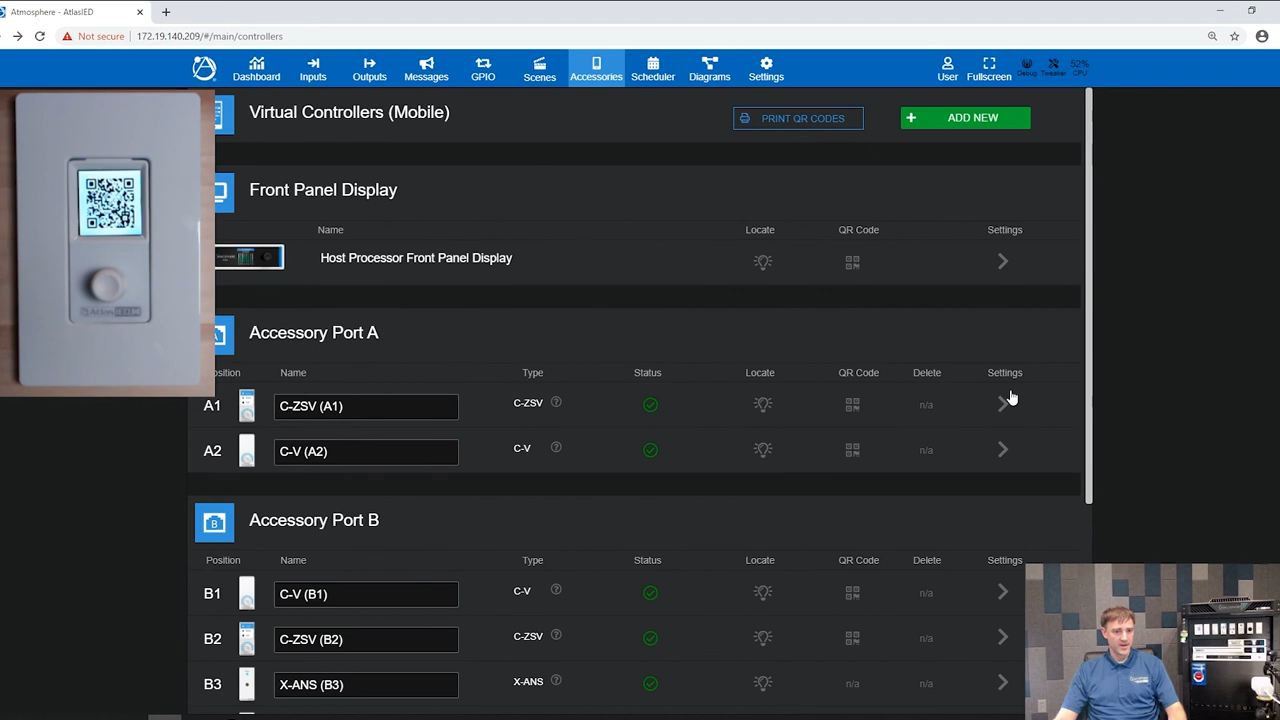 Atmosphere - AtlasIED
Not secure 172.19.140.209/#/main/controllers
Dashboard Inputs Outputs Messages GPIO Scenes Accessories Scheduler Diagrams Settings User Fullscreen Debug Tweaker 52% CPU
Virtual Controllers (Mobile) PRINT QR CODES + ADD NEW
Front Panel Display
Name Locate QR Code Settings
Host Processor Front Panel Display
Accessory Port A
Name Type Status Locate QR Code Delete Settings
A1 C-ZSV (A1) C-ZSV n/a
A2 C-V (A2) C-V n/a
B Accessory Port B
Position Name Type Status Locate QR Code Delete Settings
B1 C-V (B1) C-V n/a
B2 C-ZSV (B2) C-ZSV n/a
B3 X-ANS (B3) X-ANS n/a n/a